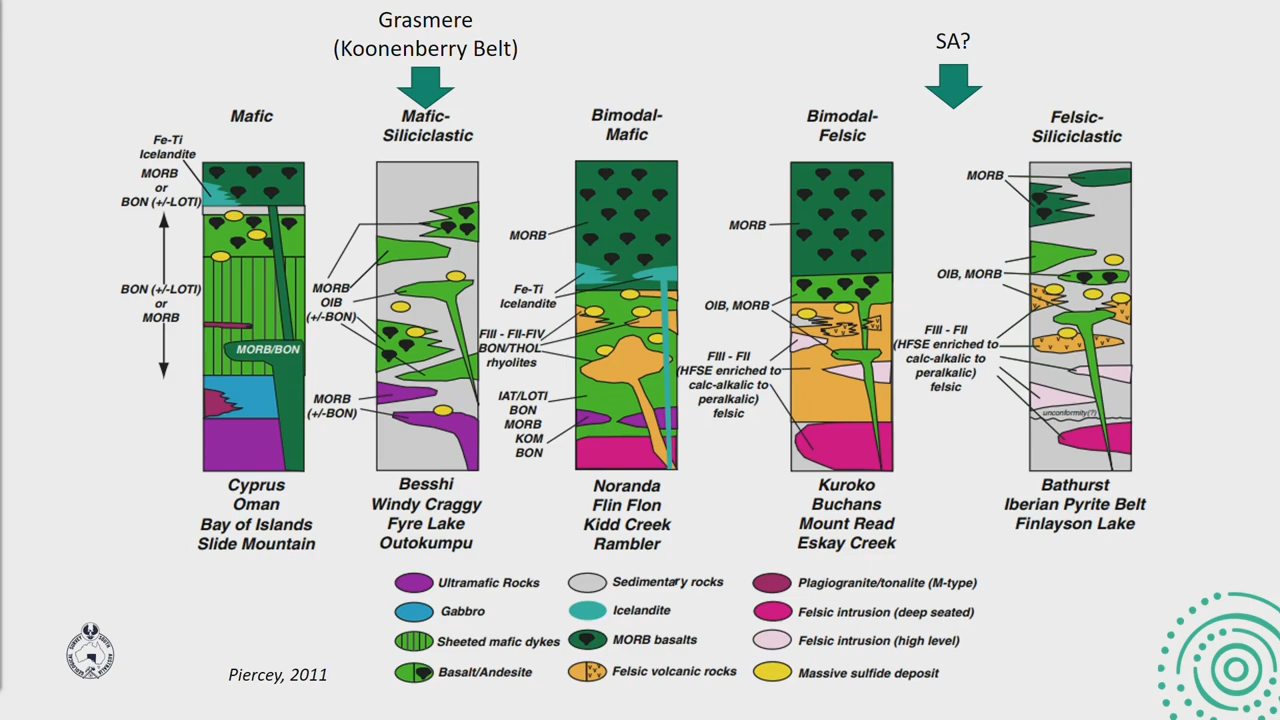 Grasmere
(Koonenberry Belt)
SA?
Mafic
Mafic-
Siliciclastic
Bimodal-
Mafic
Bimodal-
Felsic
Felsic-
Siliciclastic
Fe-Ti
Icelandite
MORB
or
BON (+/-LOTI)
BON (+/-LOTI)
or
MORB
MORB/BON
MORB
OIB
(+/-BON)
MORB
(+/-BON)
MORB
Fe-Ti
Icelandite
FIII - FII-FIV
BON/THOL
rhyolites
IAT/LOTI
BON
MORB
KOM
BON
MORB
OIB, MORB
FIII - FII
(HFSE enriched to
calc-alkalic to
peralkalic)
felsic
MORB
OIB, MORB
FIII - FII
(HFSE enriched to
calc-alkalic to
peralkalic)
felsic
unconformity(?)
Cyprus
Oman
Bay of Islands
Slide Mountain
Besshi
Windy Craggy
Fyre Lake
Outokumpu
Noranda
Flin Flon
Kidd Creek
Rambler
Kuroko
Buchans
Mount Read
Eskay Creek
Bathurst
Iberian Pyrite Belt
Finlayson Lake
Ultramafic Rocks
Gabbro
Sheeted mafic dykes
Basalt/Andesite
Sedimentary rocks
Icelandite
MORB basalts
Felsic volcanic rocks
Plagiogranite/tonalite (M-type)
Felsic intrusion (deep seated)
Felsic intrusion (high level)
Massive sulfide deposit
Piercey, 2011